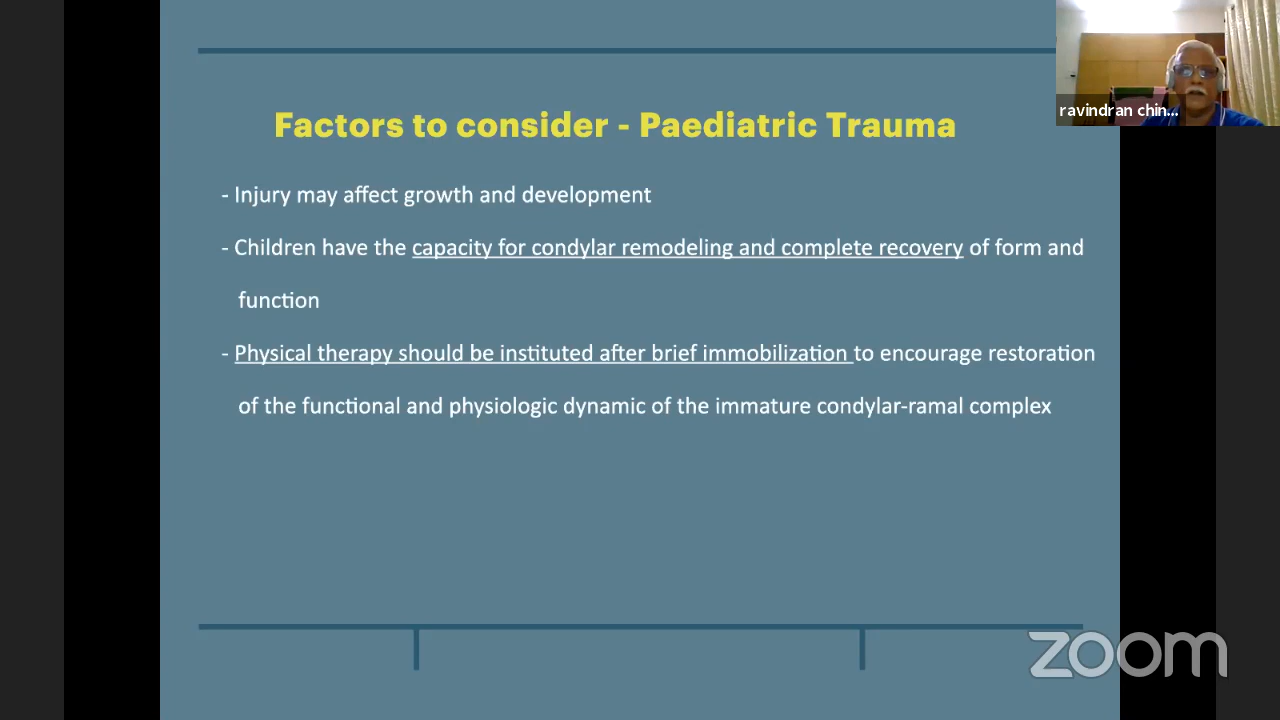 ravindran chin...
Factors to consider - Paediatric Trauma
- Injury may affect growth and development
- Children have the capacity for condylar remodeling and complete recovery of form and
function
- Physical therapy should be instituted after brief immobilization to encourage restoration
of the functional and physiologic dynamic of the immature condylar-ramal complex
zoom